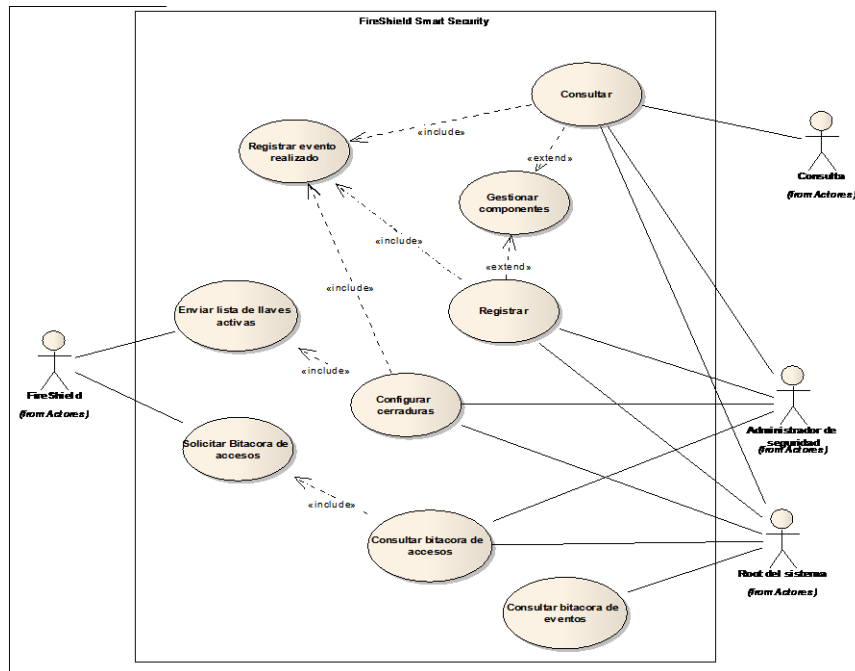 FireShield Smart Security
Consultar
«include»
Registrar evento
realizado
Consulta
(from Actores)
«extend»
Gestionar
componentes
«include»
«extend»
«include»
Enviar lista de llaves
activas
Registrar
FireShield
(from Actores)
«include»
Configurar
cerraduras
Administrador de
seguridad
(from Actores)
Solicitar Bitacora de
accesos
«include»
Consultar bitacora de
accesos
Root del sistema
(from Actores)
Consultar bitacora de
eventos